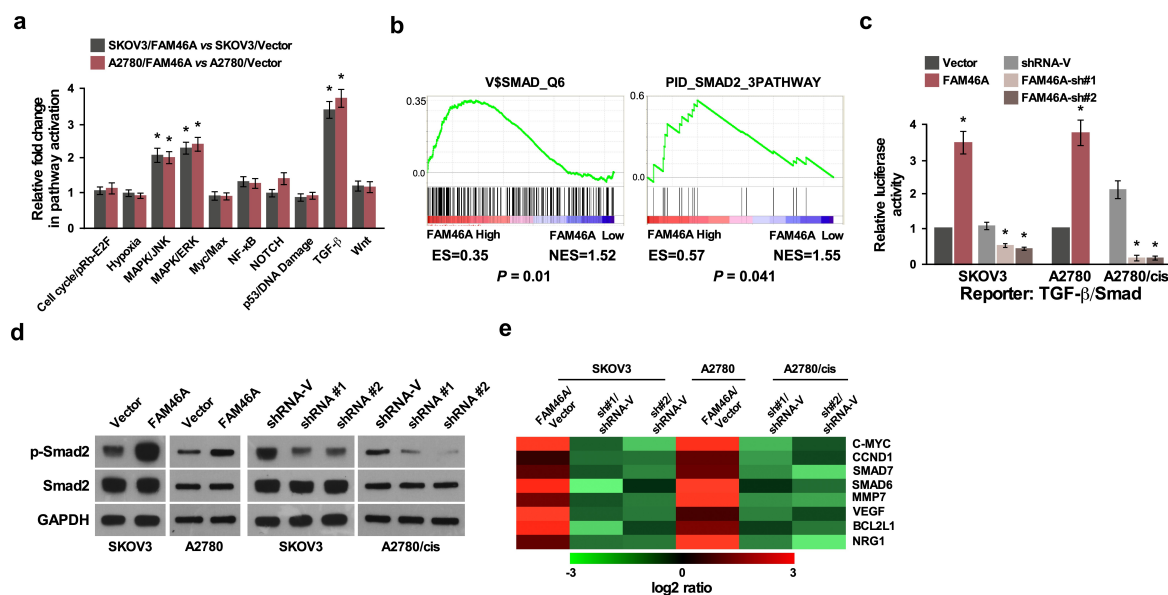 a
SKOV3/FAM46A vs SKOV3/Vector
A2780/FAM46A vs A2780/Vector
Relative fold change
in pathway activation
4
3
2
1
0
* * * * * *
Cell cycle/pRb-E2F
Hypoxia
MAPK/JNK
MAPK/ERK
Myc/Max
NF-κB
NOTCH
p53/DNA Damage
TGF-β
Wnt
b
V$SMAD_Q6
0.35
0.0
FAM46A High
FAM46A Low
ES=0.35
NES=1.52
P = 0.01
PID_SMAD2_3PATHWAY
0.6
0.0
FAM46A High
FAM46A Low
ES=0.57
NES=1.55
P = 0.041
c
Vector
FAM46A
shRNA-V
FAM46A-sh#1
FAM46A-sh#2
Relative luciferase
activity
4
3
2
1
0
* * * * * *
SKOV3
A2780
A2780/cis
Reporter: TGF-β/Smad
d
Vector
FAM46A
Vector
FAM46A
shRNA-V
shRNA #1
shRNA #2
shRNA-V
shRNA #1
shRNA #2
p-Smad2
Smad2
GAPDH
SKOV3
A2780
SKOV3
A2780/cis
e
SKOV3
A2780
A2780/cis
FAM46A/
Vector
sh#1/
shRNA-V
sh#2/
shRNA-V
FAM46A/
Vector
sh#1/
shRNA-V
sh#2/
shRNA-V
C-MYC
CCND1
SMAD7
SMAD6
MMP7
VEGF
BCL2L1
NRG1
-3
0
3
log2 ratio